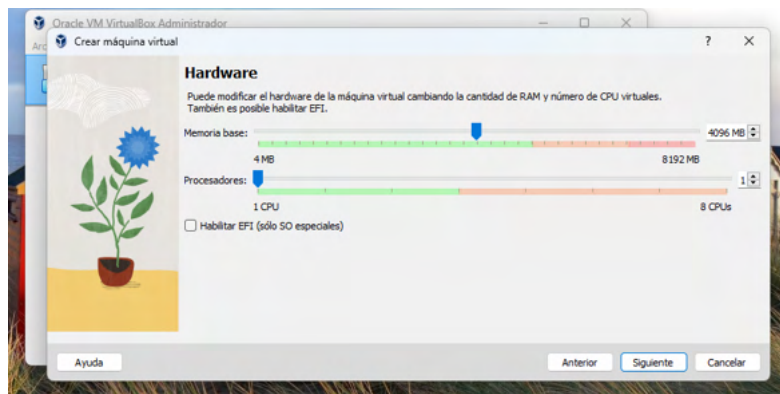 Oracle VM VirtualBox Administrador
Arc
Crear máquina virtual
Hardware
Puede modificar el hardware de la máquina virtual cambiando la cantidad de RAM y número de CPU virtuales.
También es posible habilitar EFI.
Memoria base:
4096 MB
4 MB
8192 MB
Procesadores:
1
1 CPU
8 CPUs
Habilitar EFI (sólo SO especiales)
Ayuda
Anterior
Siguiente
Cancelar